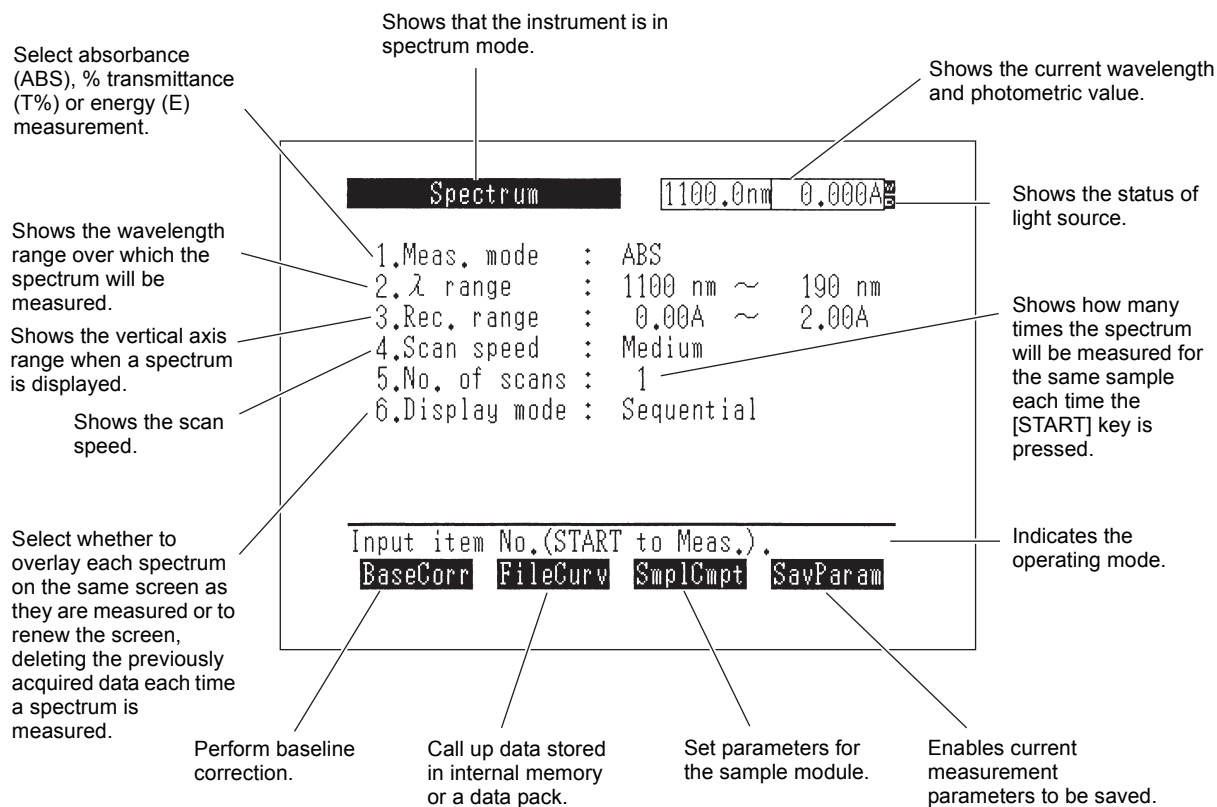 Shows that the instrument is in
spectrum mode.
Select absorbance
(ABS), % transmittance
(T%) or energy (E)
measurement.
Shows the current wavelength
and photometric value.
Spectrum
1100.0nm 0.000A
Shows the status of
light source.
Shows the wavelength
range over which the
spectrum will be
measured.
1.Meas. mode : ABS
2.λ range : 1100 nm ~ 190 nm
3.Rec. range : 0.00A ~ 2.00A
4.Scan speed : Medium
5.No. of scans : 1
6.Display mode : Sequential
Shows the vertical axis
range when a spectrum
is displayed.
Shows the scan
speed.
Shows how many
times the spectrum
will be measured for
the same sample
each time the
[START] key is
pressed.
Select whether to
overlay each spectrum
on the same screen as
they are measured or to
renew the screen,
deleting the previously
acquired data each time
a spectrum is
measured.
Input item No.(START to Meas.).
BaseCorr FileCurv SmplCmpt SavParam
Indicates the
operating mode.
Perform baseline
correction.
Call up data stored
in internal memory
or a data pack.
Set parameters for
the sample module.
Enables current
measurement
parameters to be saved.